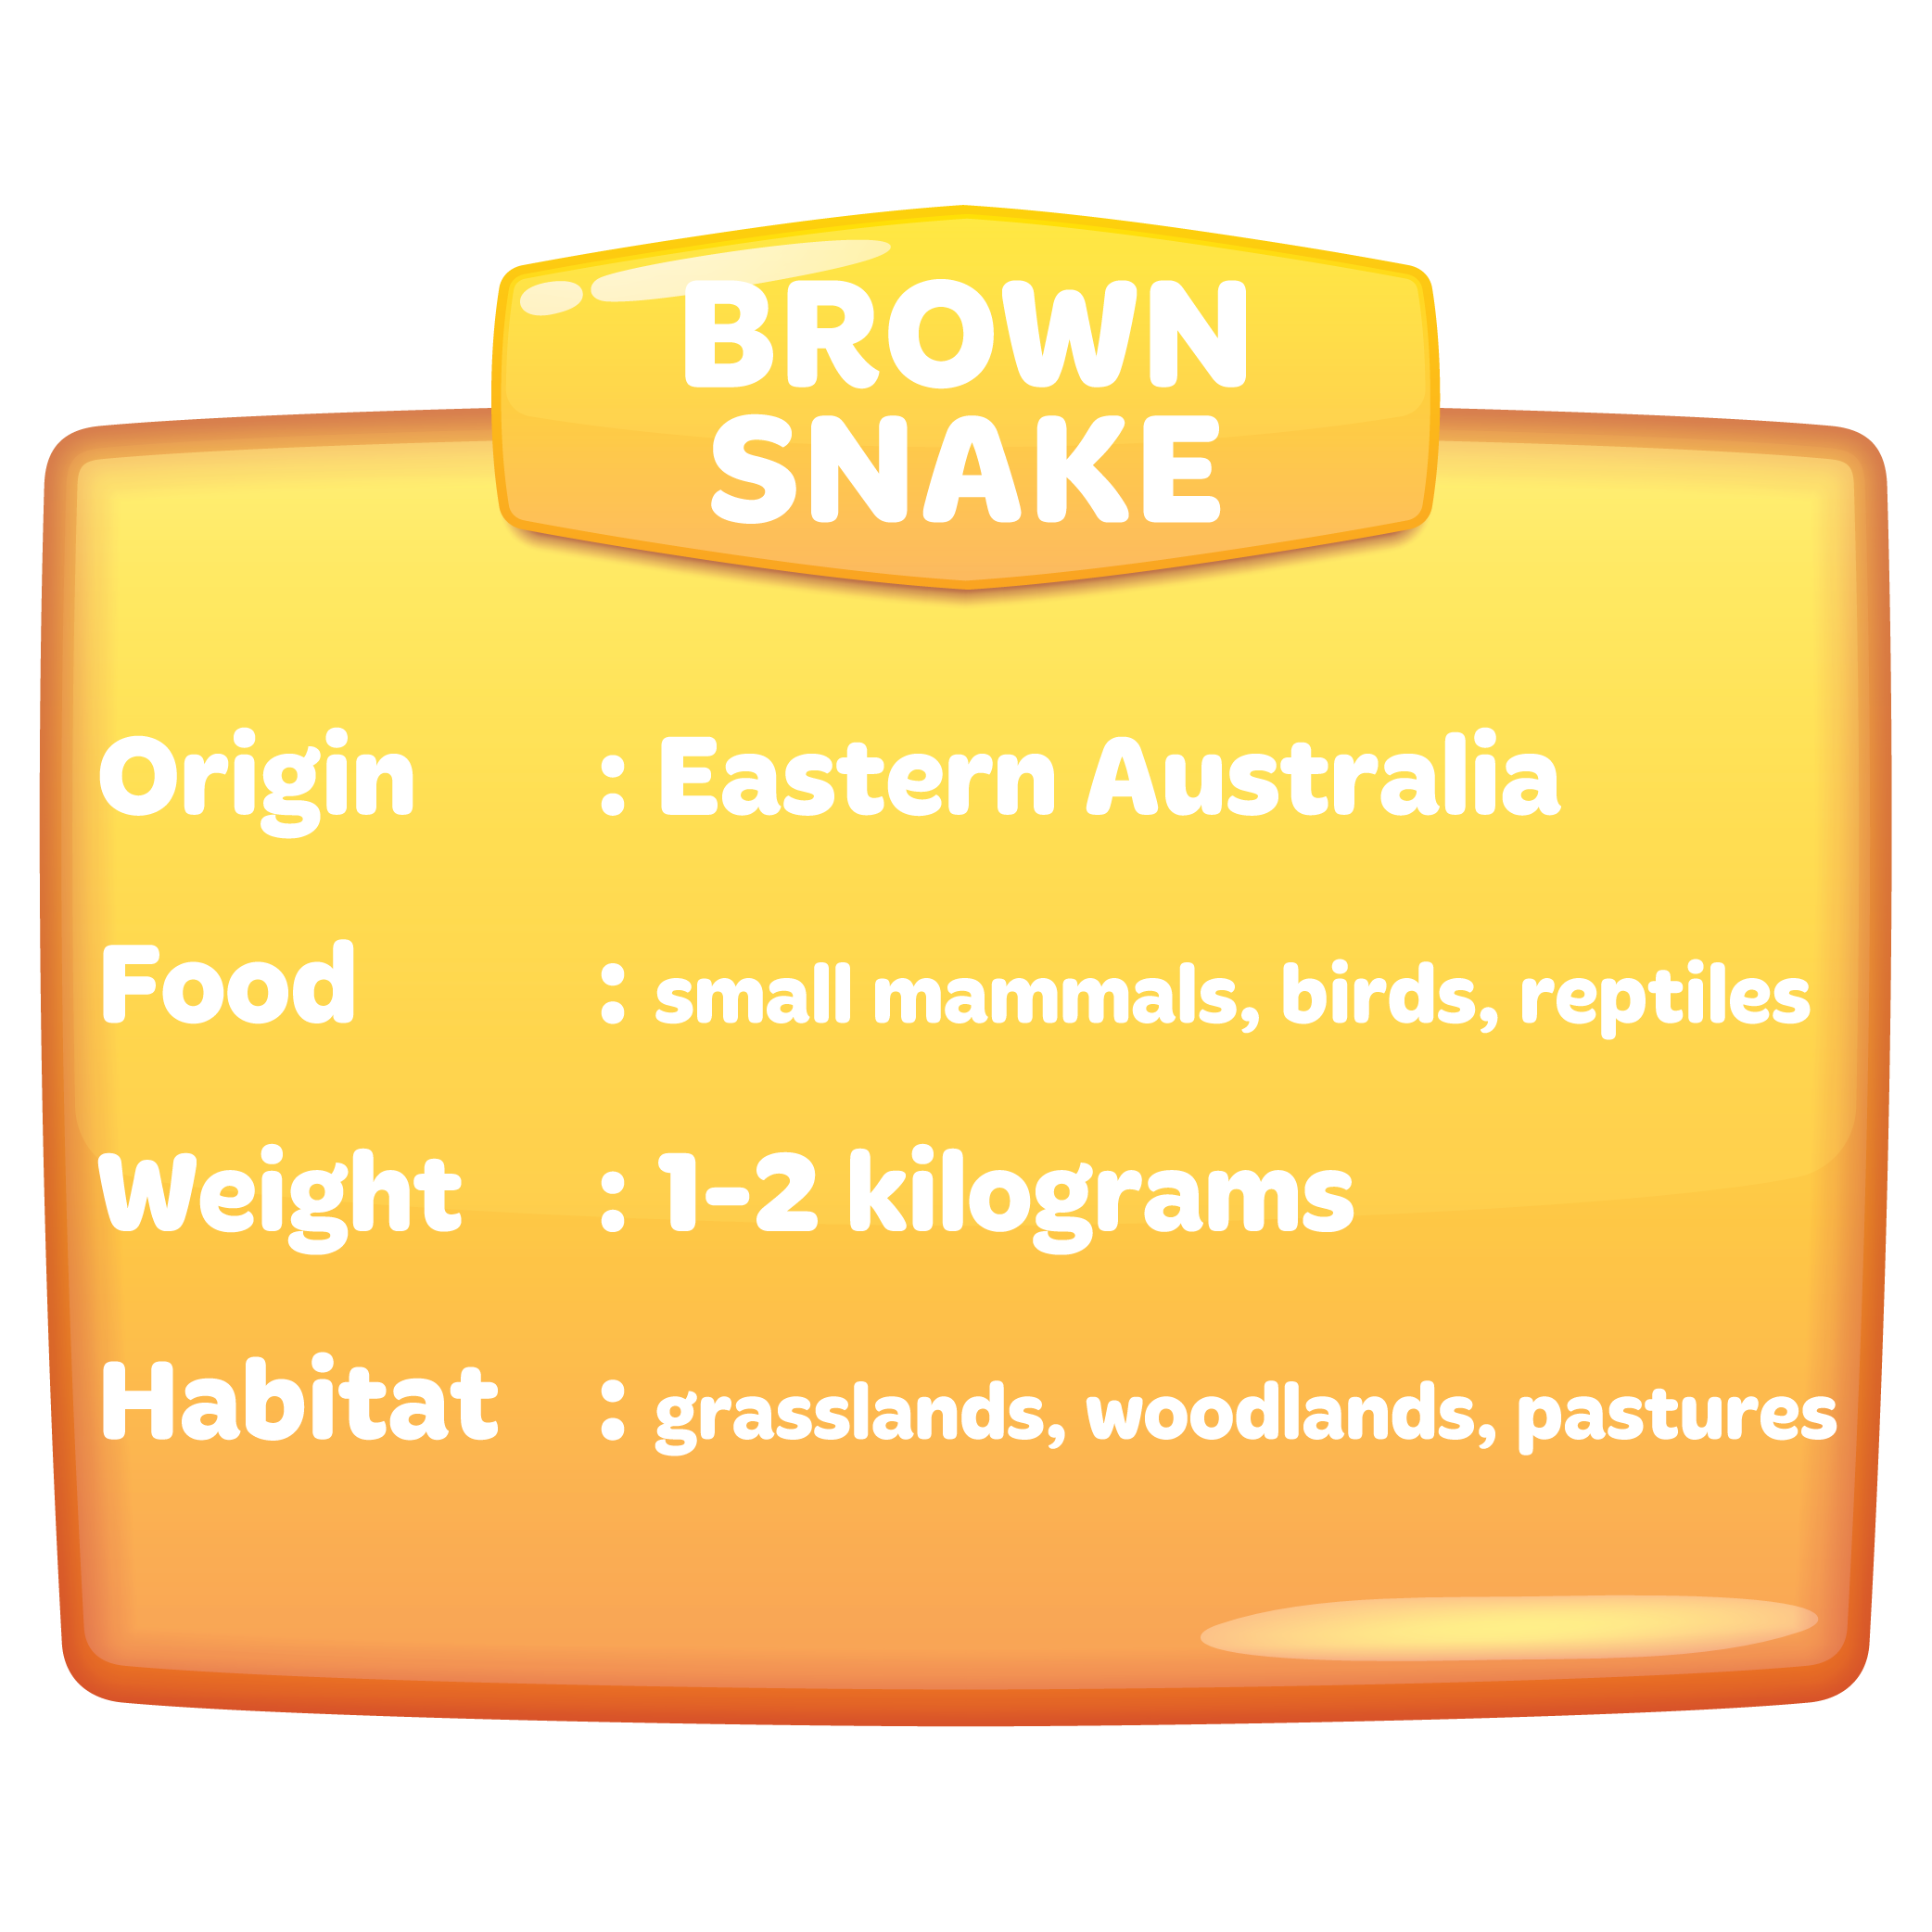 BROWN
SNAKE
Origin : Eastern Australia
Food : small mammals, birds, reptiles
Weight : 1-2 kilograms
Habitat : grasslands, woodlands, pastures